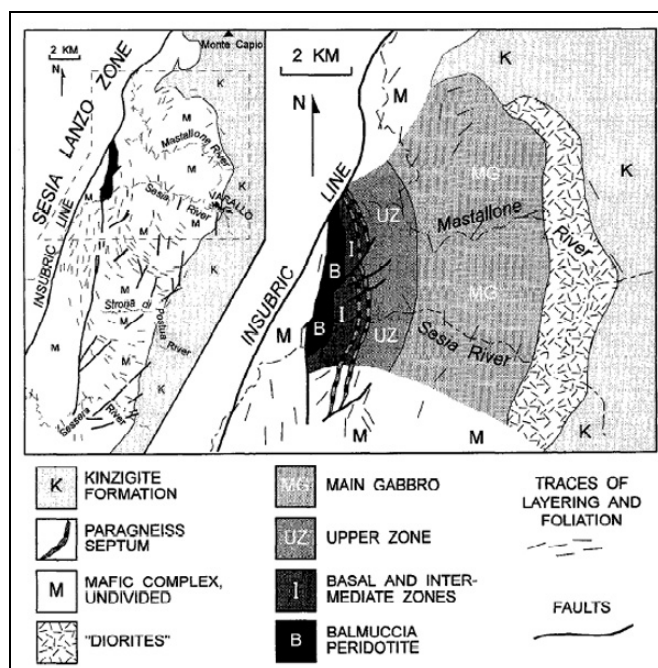 2 KM
N
Monte Capio
K
SESIA LANZO ZONE
INSUBRIC LINE
M
Mastallone
River
Sesia
River
VARALLO
M
M
M
M
K
M
Strona di
Postua River
M
M
K
Sessera River
M
K
2 KM
N
M
K
INSUBRIC LINE
UZ
MG
Mastallone
River
K
I
B
B
I
MG
UZ
Sesia River
M
M
M
K
K KINZIGITE
FORMATION
PARAGNEISS
SEPTUM
M MAFIC COMPLEX,
UNDIVIDED
"DIORITES"
MG MAIN GABBRO
UZ UPPER ZONE
I BASAL AND INTER-
MEDIATE ZONES
B BALMUCCIA
PERIDOTITE
TRACES OF
LAYERING AND
FOLIATION
FAULTS